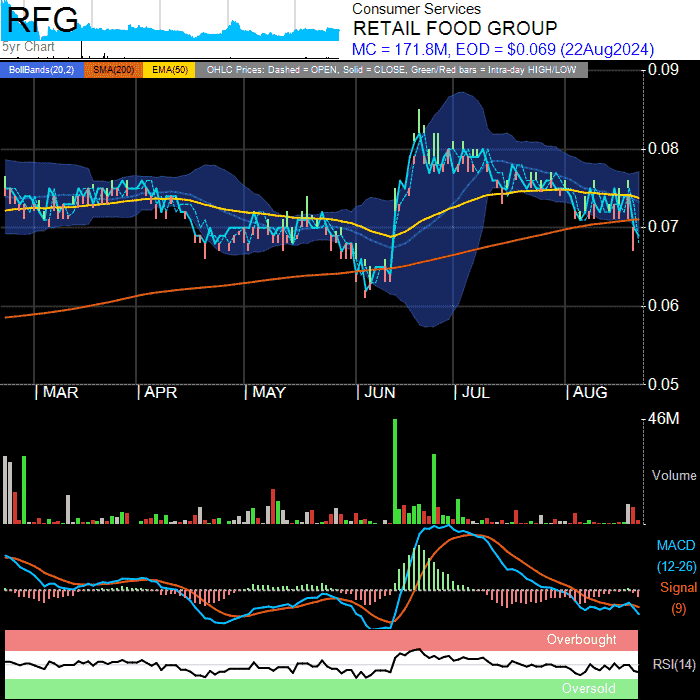 RFG
5yr Chart
Consumer Services
RETAIL FOOD GROUP
MC = 171.8M, EOD = $0.069 (22Aug2024)
BollBands(20,2) SMA(200) EMA(50) OHLC Prices: Dashed = OPEN, Solid = CLOSE, Green/Red bars = Intra-day HIGH/LOW
0.09
0.08
0.07
0.06
0.05
MAR APR MAY JUN JUL AUG
46M
Volume
MACD
(12-26)
Signal
(9)
Overbought
RSI(14)
Oversold